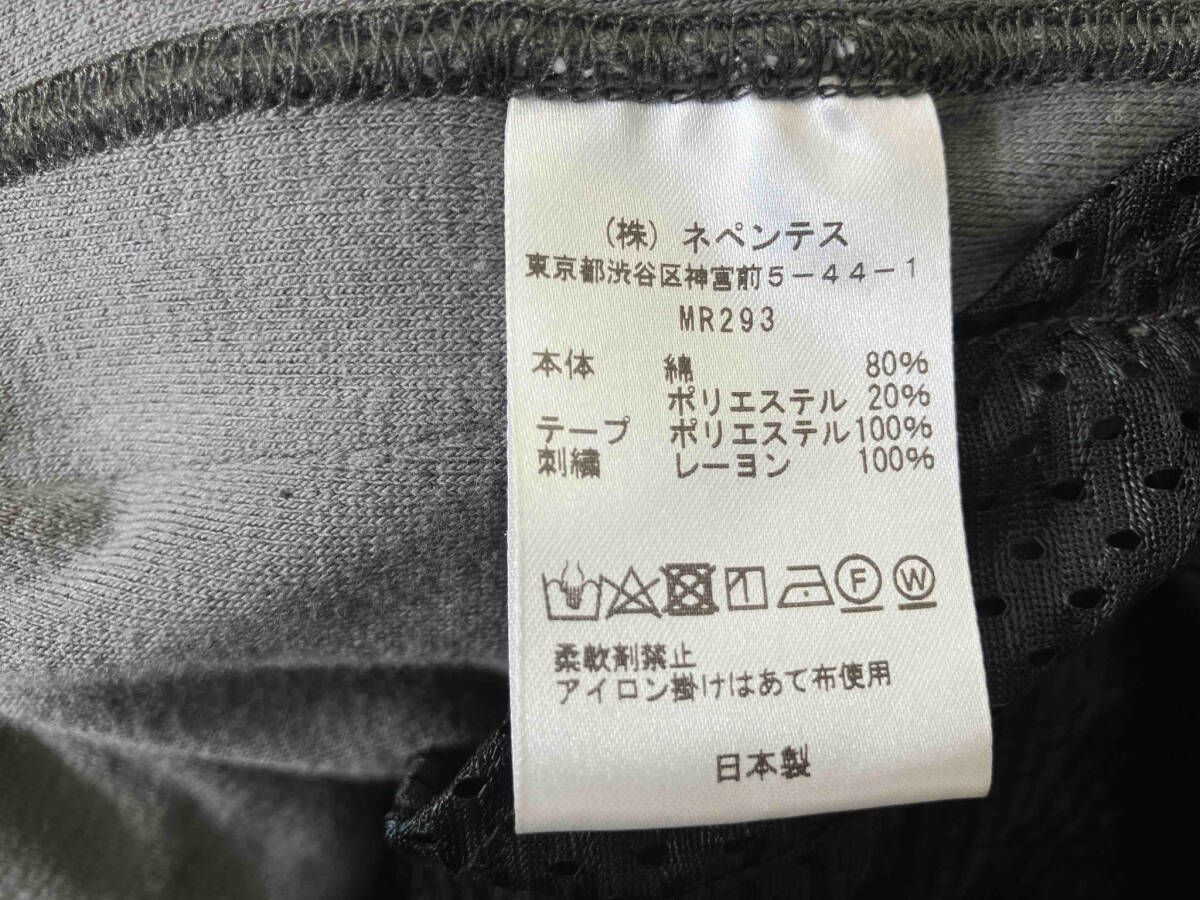 (株) ネペンテス
東京都渋谷区神宮前5-44-1
MR293
本体 綿 80%
ポリエステル 20%
テープ ポリエステル 100%
刺繍 レーヨン 100%
F W
柔軟剤禁止
アイロン掛けはあて布使用
日本製